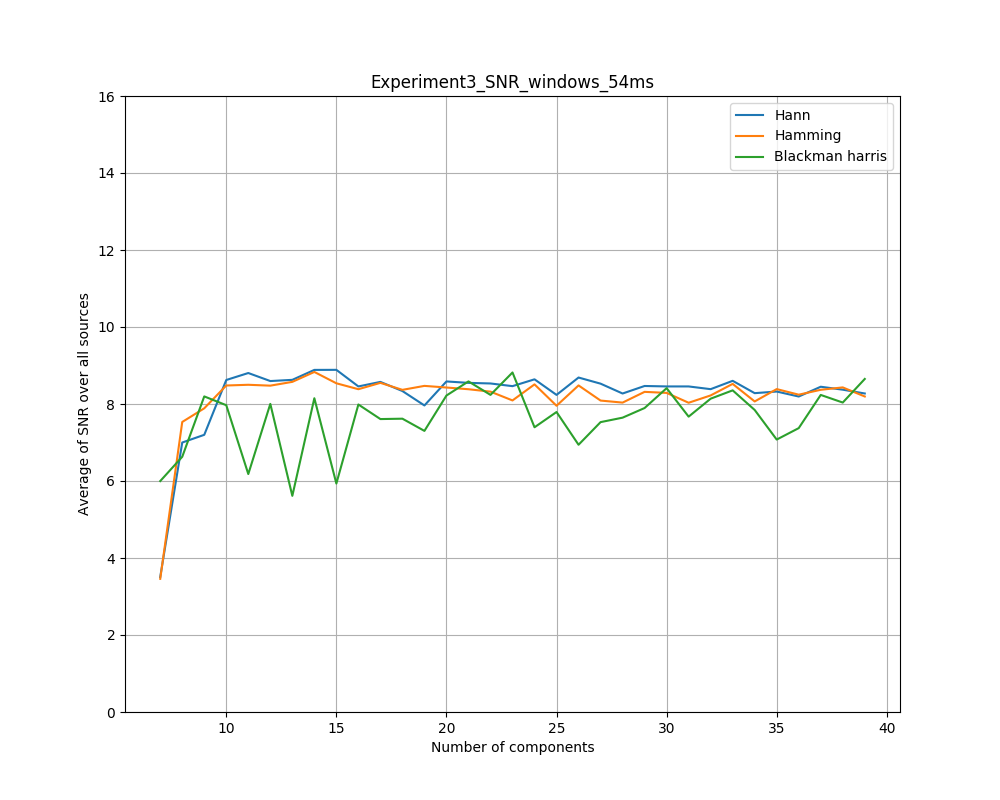 Experiment3_SNR_windows_54ms
Hann
Hamming
Blackman harris
Average of SNR over all sources
16
14
12
10
8
6
4
2
0
10 15 20 25 30 35 40
Number of components